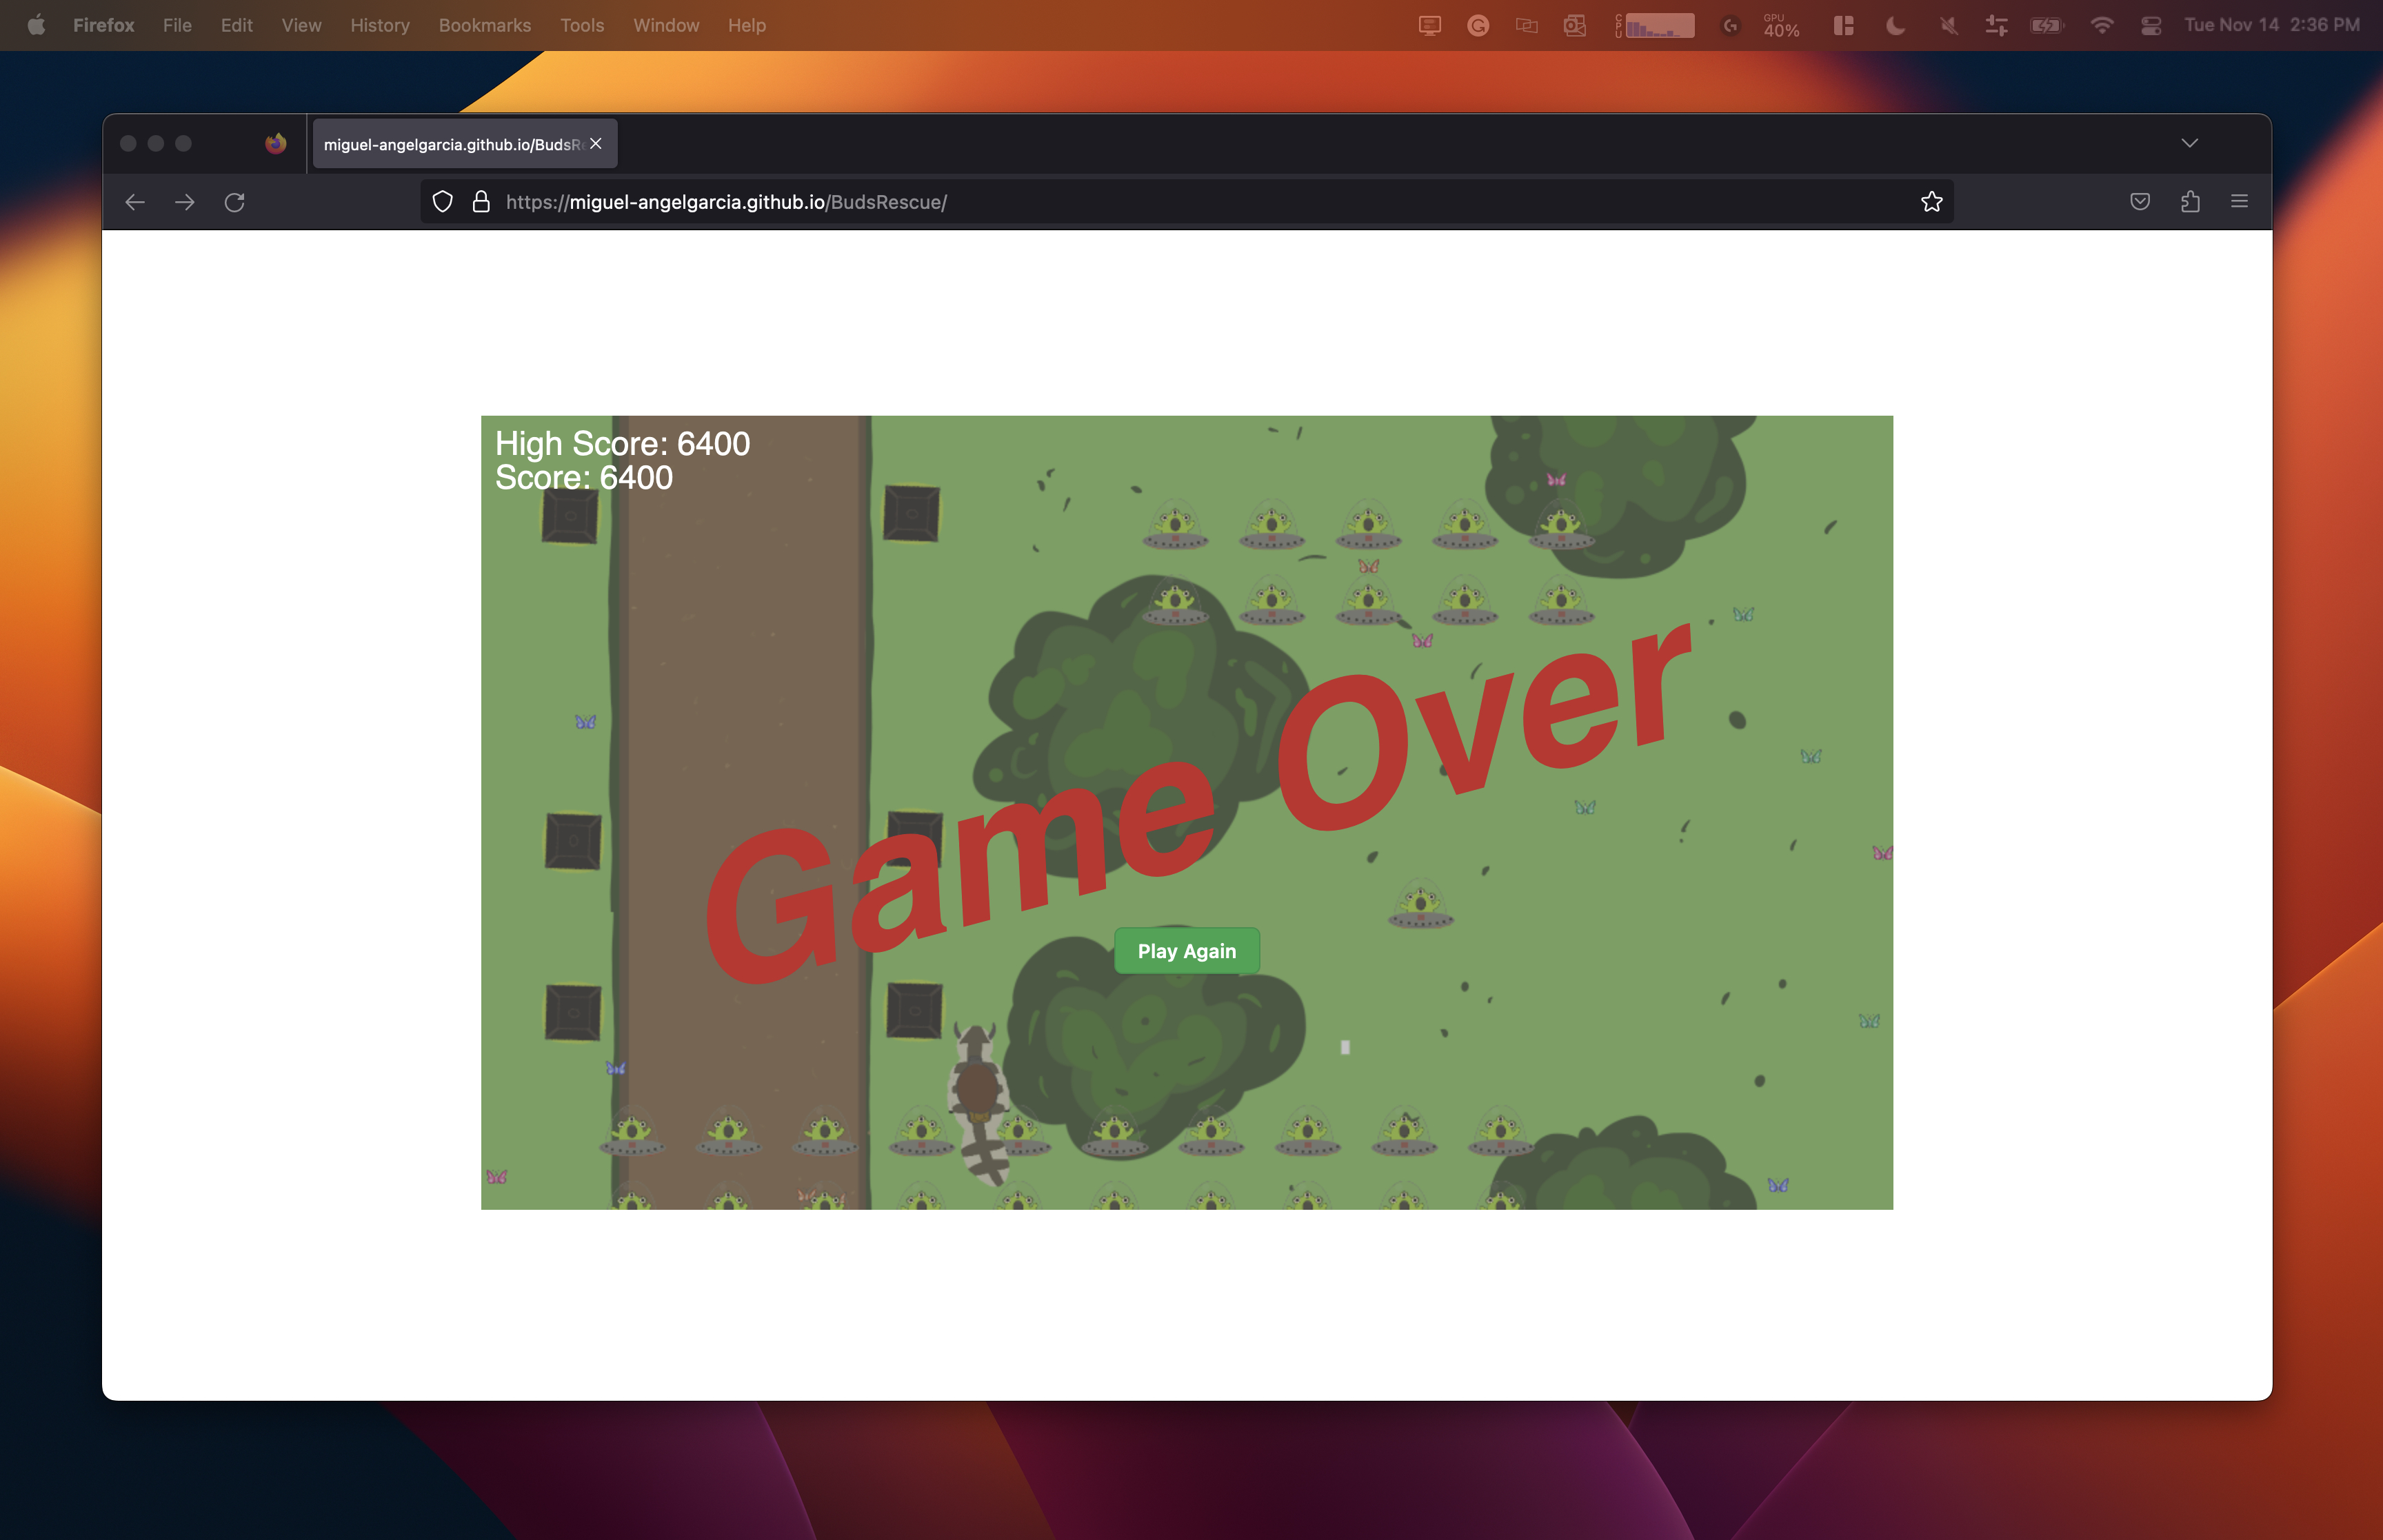 Firefox File Edit View History Bookmarks Tools Window Help CPU GPU 40% Tue Nov 14 2:36 PM
miguel-angelgarcia.github.io/BudsR
https://miguel-angelgarcia.github.io/BudsRescue/
High Score: 6400
Score: 6400
Game Over
Play Again